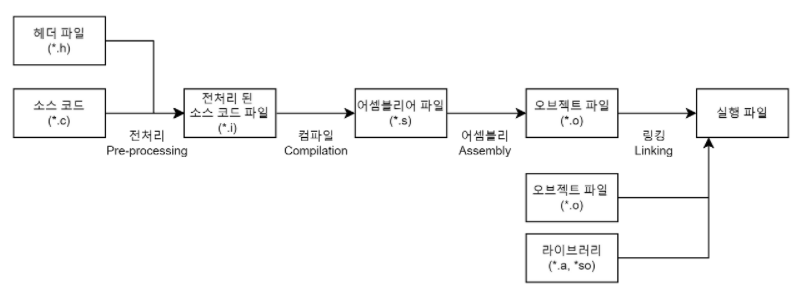 헤더 파일
(*.h)
소스 코드
(*.c)
전처리
Pre-processing
전처리 된
소스 코드 파일
(*.i)
컴파일
Compilation
어셈블리어 파일
(*.s)
어셈블리
Assembly
오브젝트 파일
(*.o)
링킹
Linking
실행 파일
오브젝트 파일
(*.o)
라이브러리
(*.a, *so)